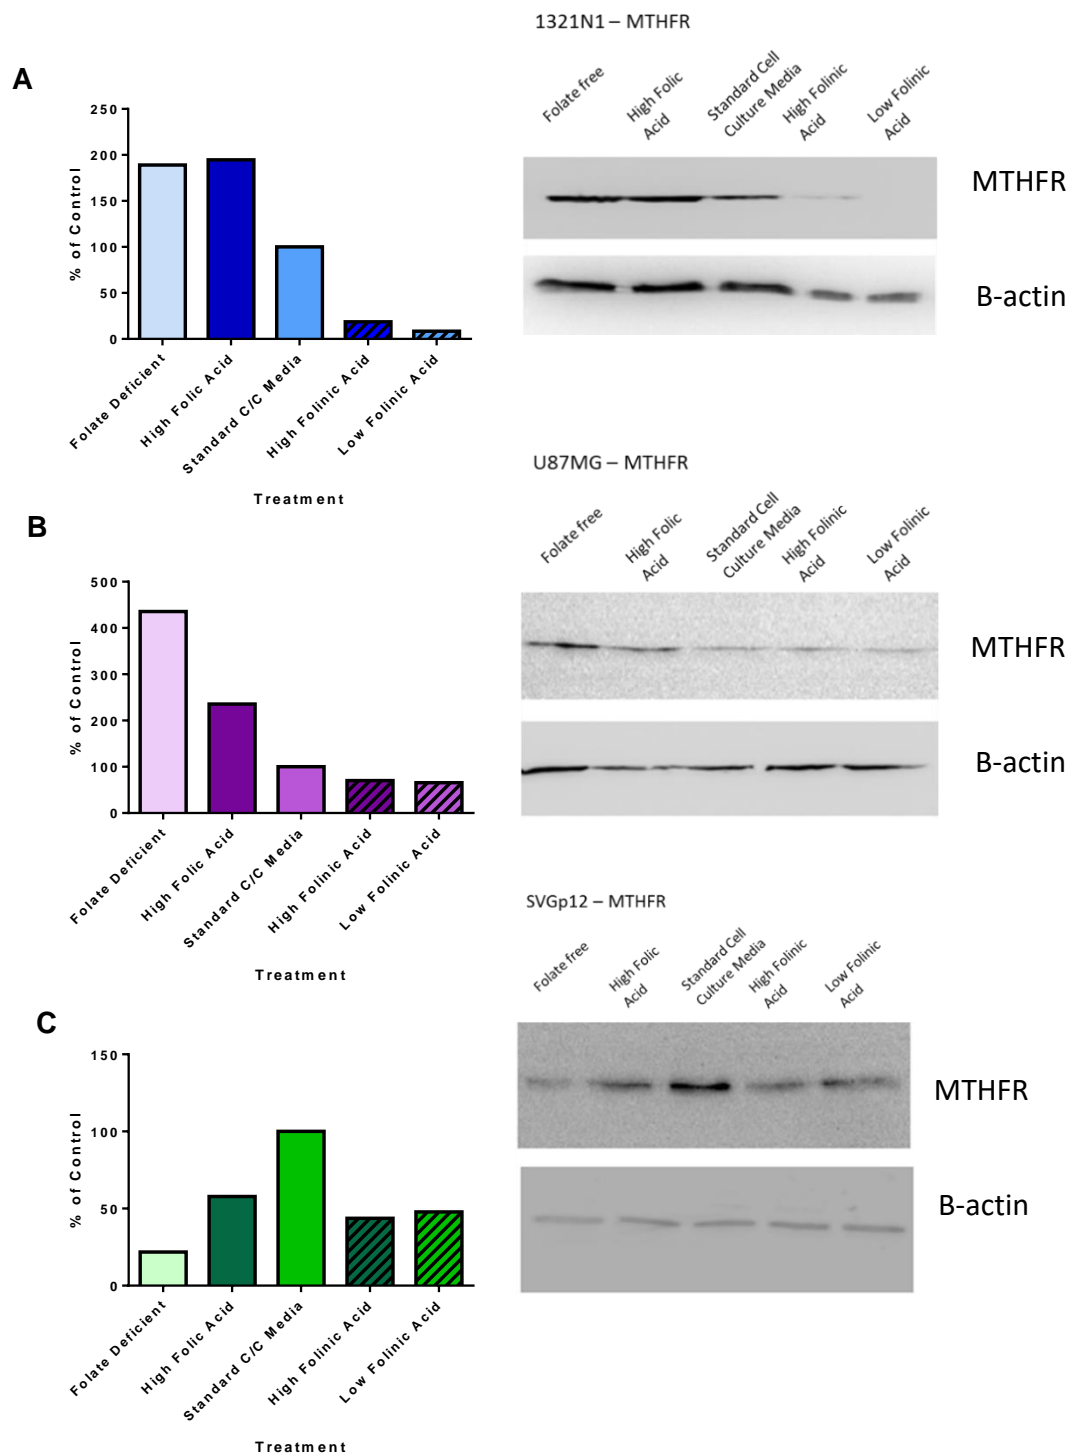 1321N1 – MTHFR
A
Folate free
High Folic
Acid
Standard Cell
Culture Media
High Folinic
Acid
Low Folinic
Acid
MTHFR
B-actin
250
200
150
100
50
0
% of Control
Folate Deficient
High Folic Acid
Standard C/C Media
High Folinic Acid
Low Folinic Acid
Treatment
U87MG – MTHFR
B
Folate free
High Folic
Acid
Standard Cell
Culture Media
High Folinic
Acid
Low Folinic
Acid
MTHFR
B-actin
500
400
300
200
100
0
% of Control
Folate Deficient
High Folic Acid
Standard C/C Media
High Folinic Acid
Low Folinic Acid
Treatment
SVGp12 – MTHFR
C
Folate free
High Folic
Acid
Standard Cell
Culture Media
High Folinic
Acid
Low Folinic
Acid
MTHFR
B-actin
150
100
50
0
% of Control
Folate Deficient
High Folic Acid
Standard C/C Media
High Folinic Acid
Low Folinic Acid
Treatment